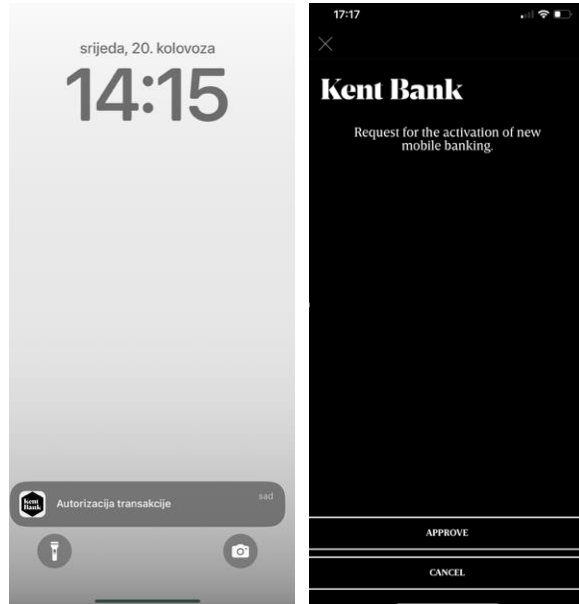 srijeda, 20. kolovoza
14:15
Kent
Bank
Autorizacija transakcije
sad
17:17
Kent Bank
Request for the activation of new
mobile banking.
APPROVE
CANCEL